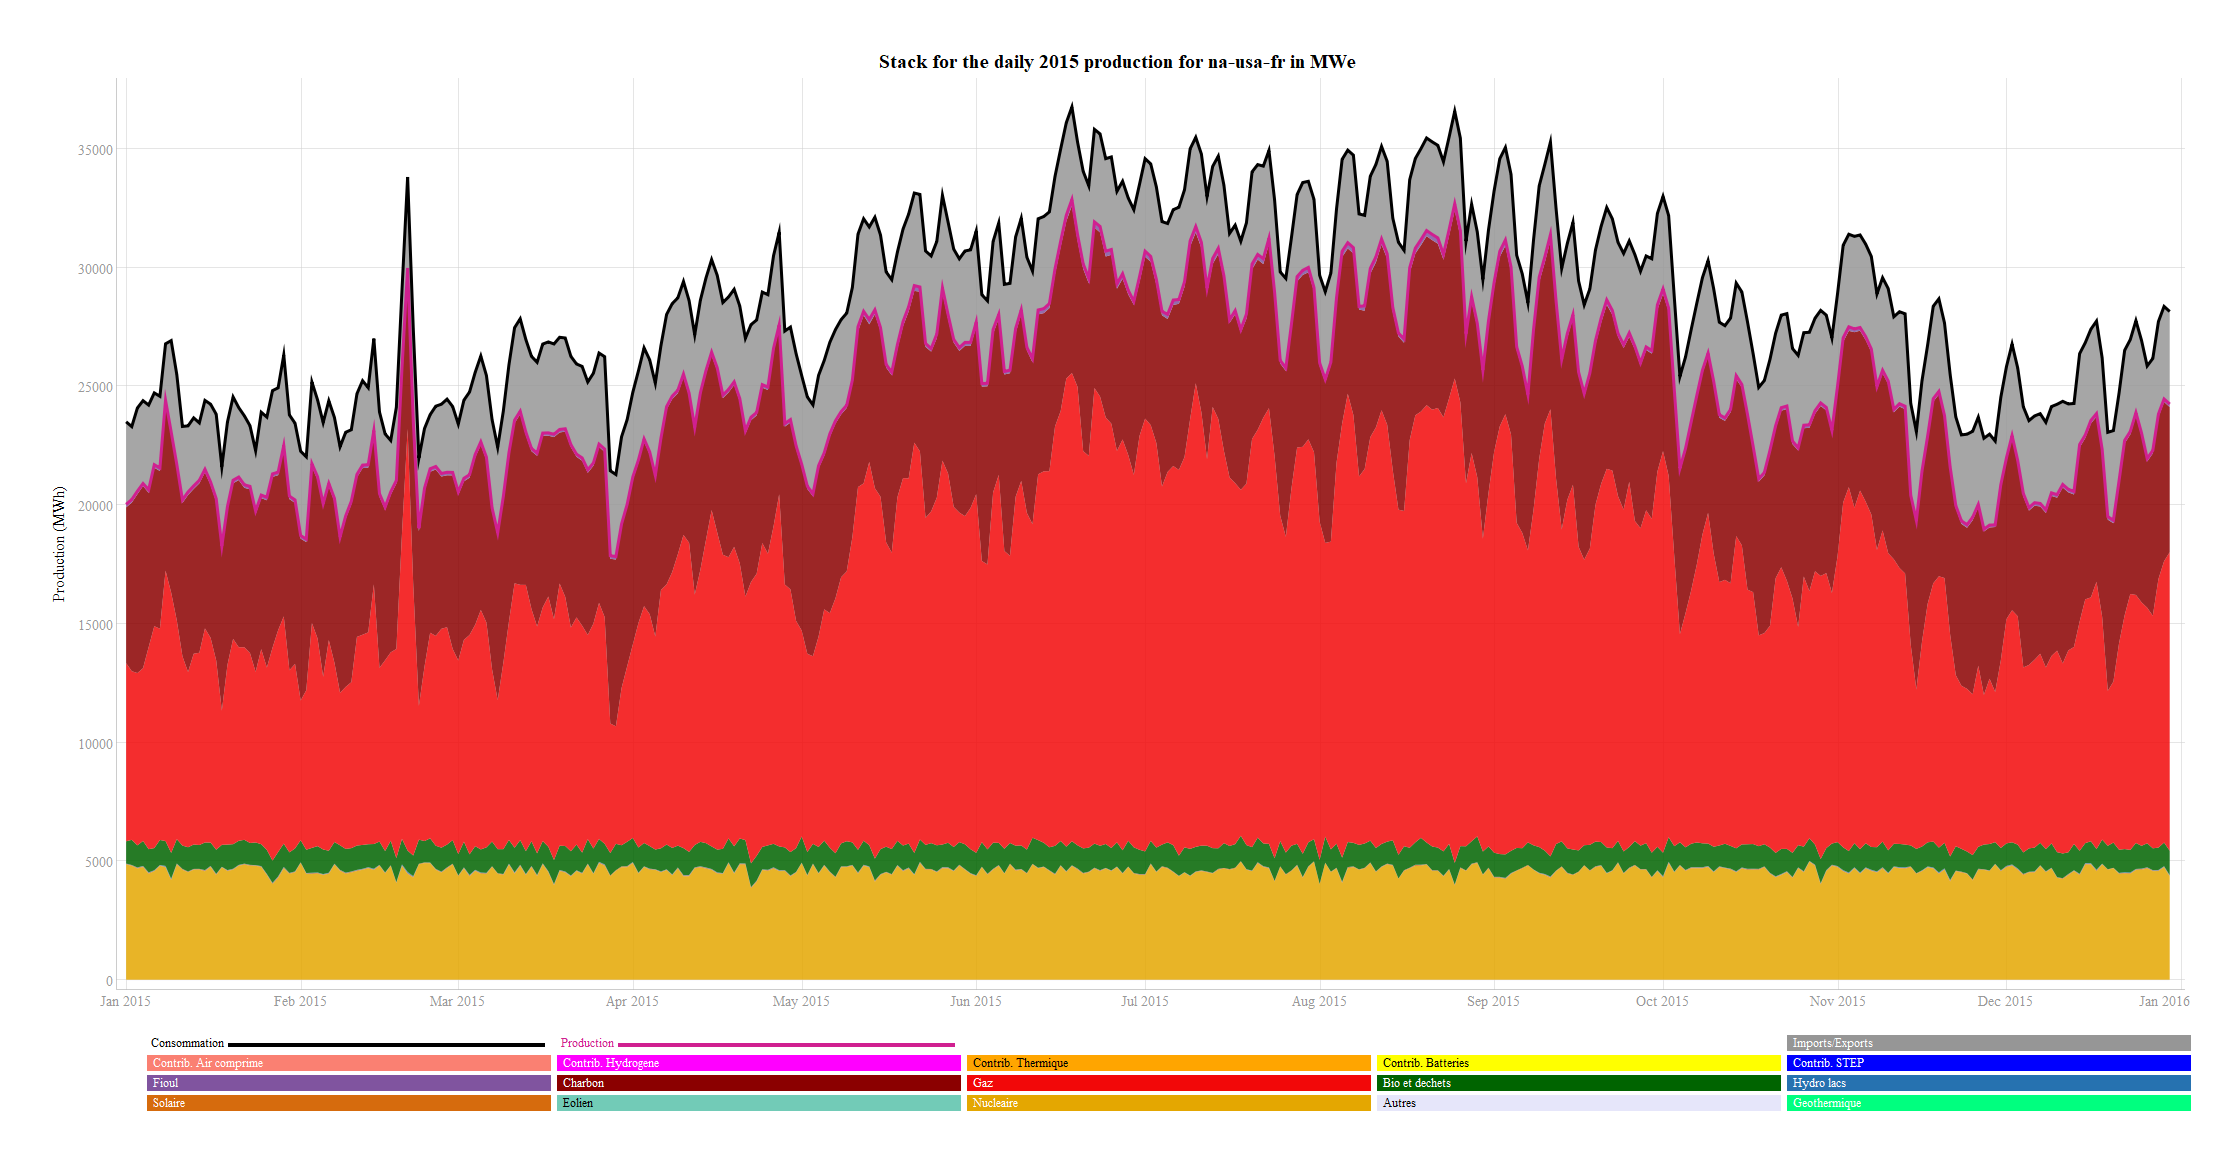 Stack for the daily 2015 production for na-usa-fr in MWe
Production (MWh)
35000
30000
25000
20000
15000
10000
5000
0
Jan 2015 Feb 2015 Mar 2015 Apr 2015 May 2015 Jun 2015 Jul 2015 Aug 2015 Sep 2015 Oct 2015 Nov 2015 Dec 2015 Jan 2016
Consommation Production Imports/Exports
Contrib. Air comprime Contrib. Hydrogene Contrib. Thermique Contrib. Batteries Contrib. STEP
Fioul Charbon Gaz Bio et dechets Hydro lacs
Solaire Eolien Nucleaire Autres Geothermique